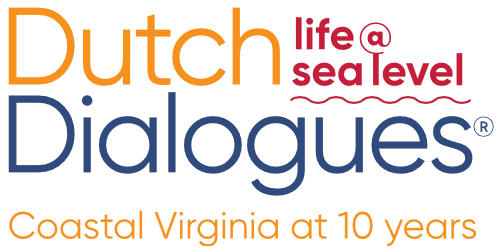 Dutch
life@
sea level
Dialogues®
Coastal Virginia at 10 years